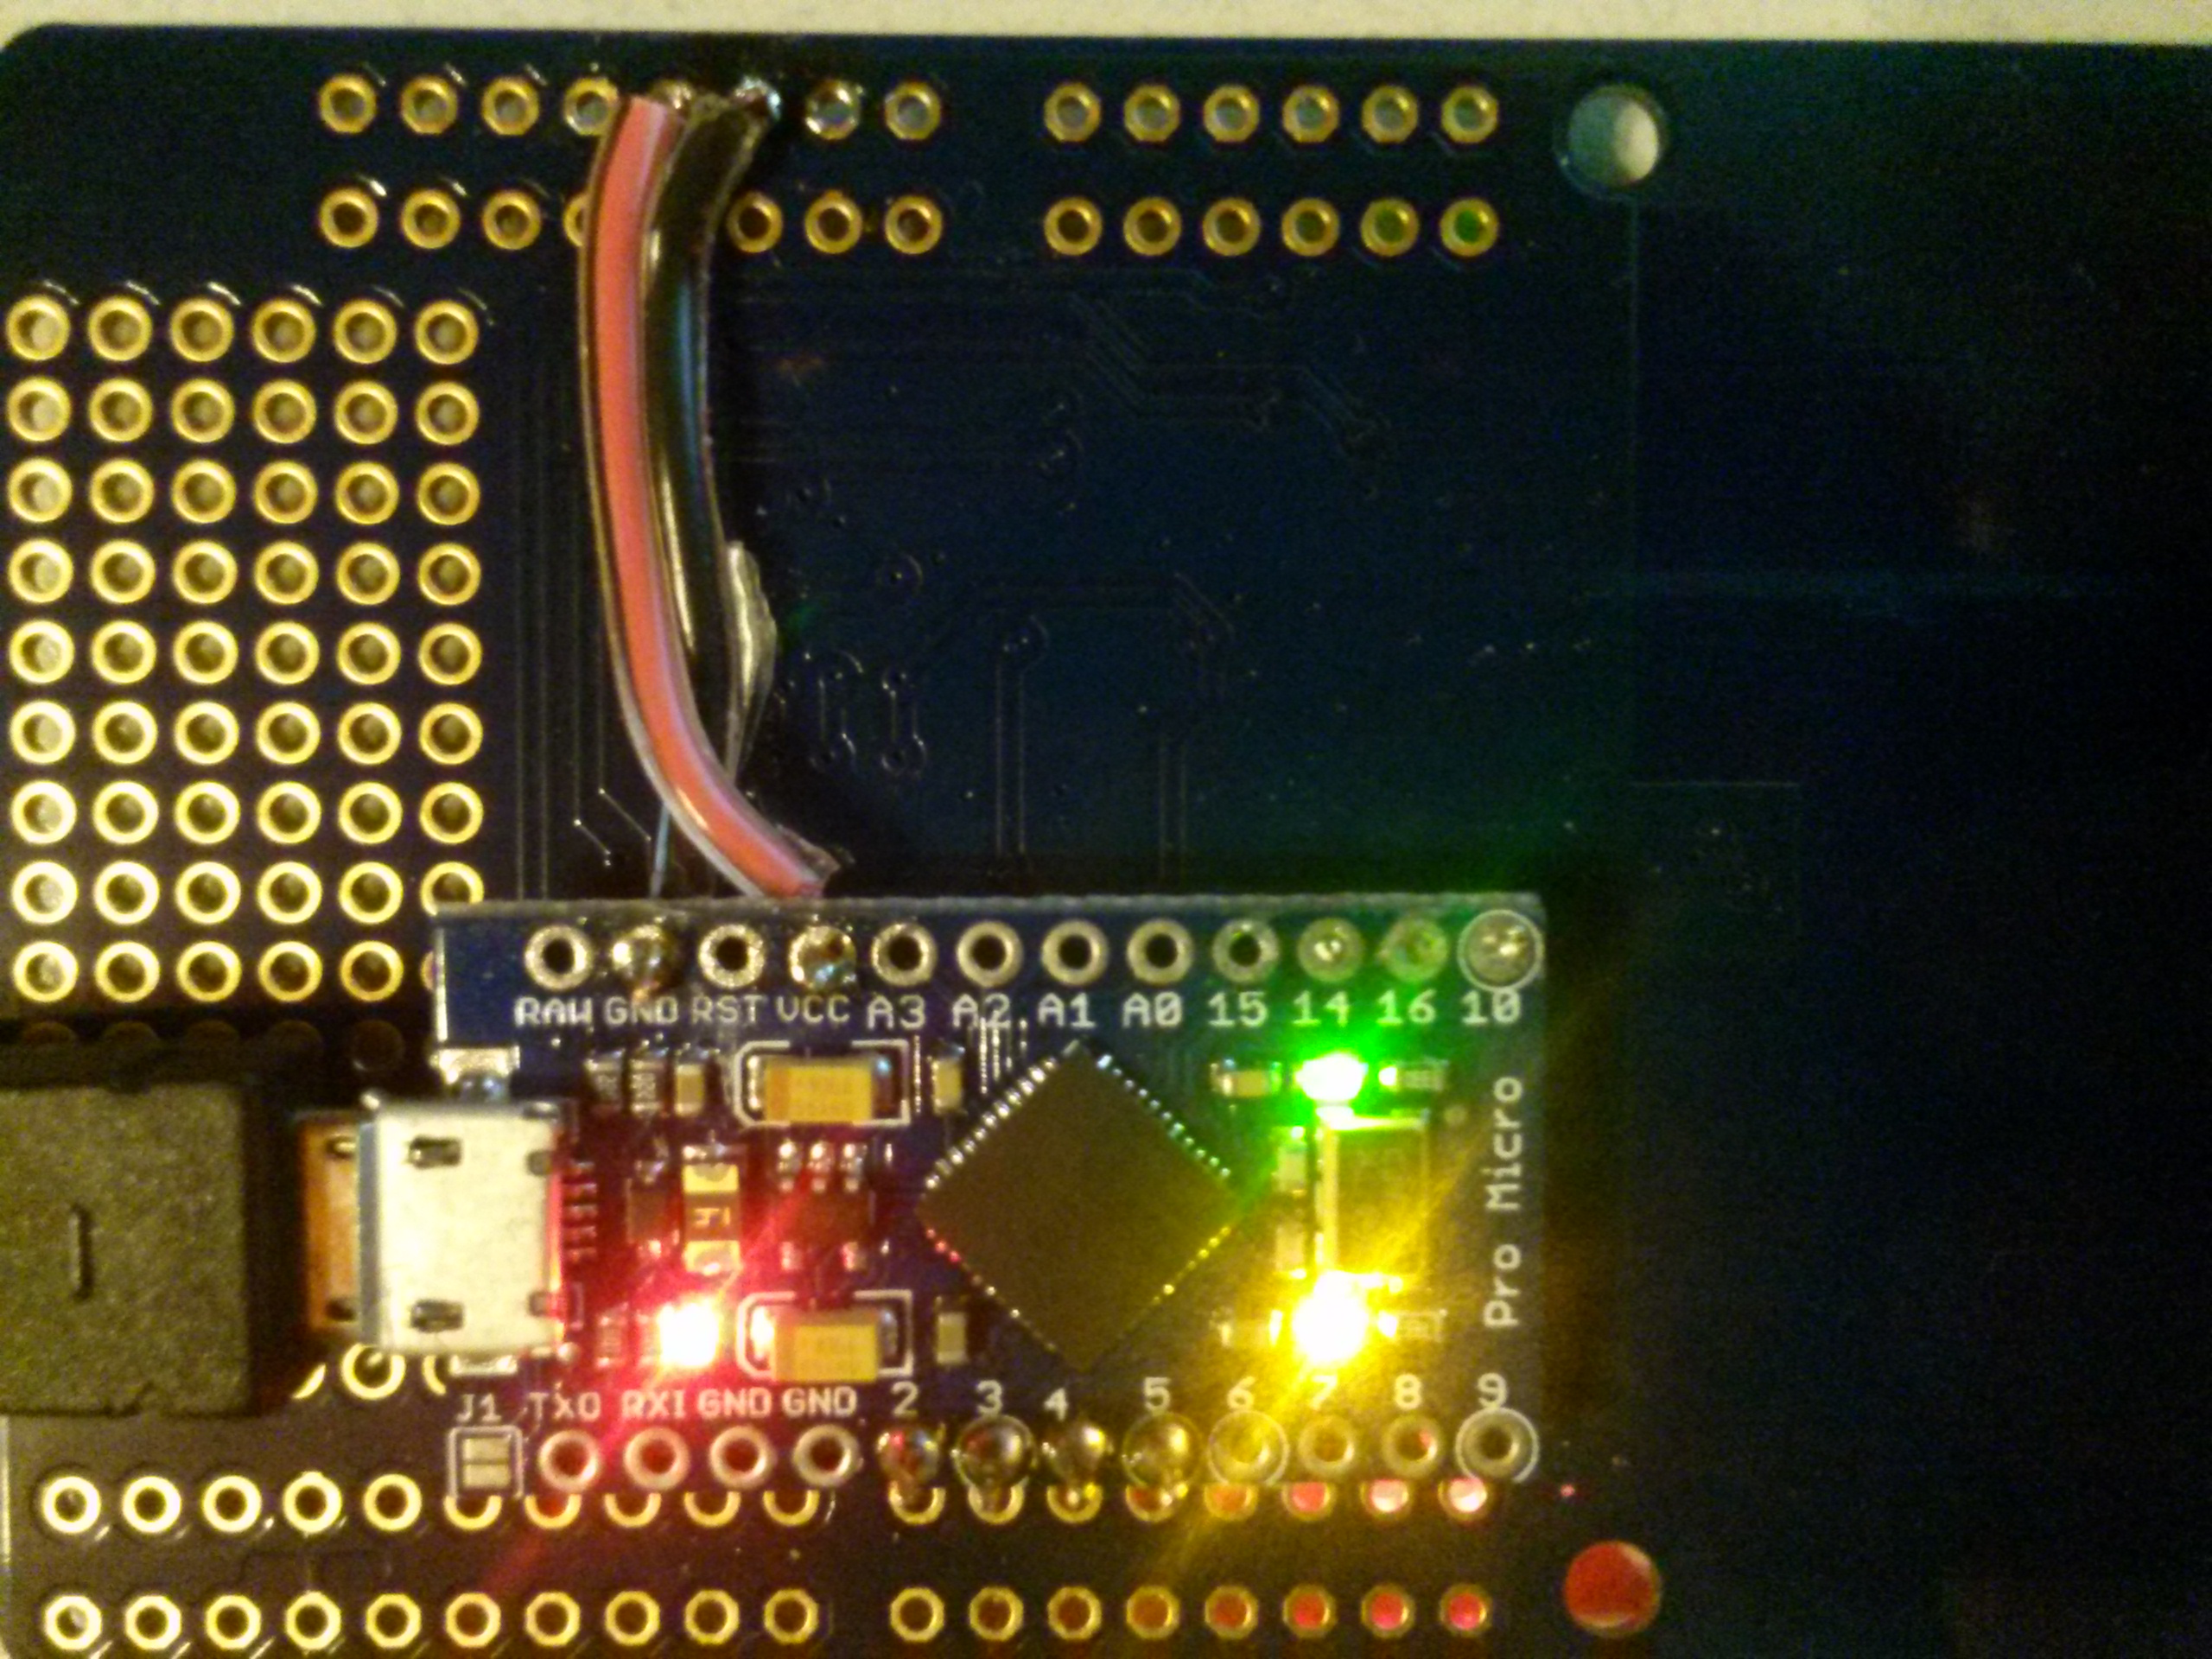 RAW GND RST VCC A3 A2 A1 A0 15 14 16 10
Pro Micro
J1 TXO RXI GND GND 2 3 4 5 6 7 8 9